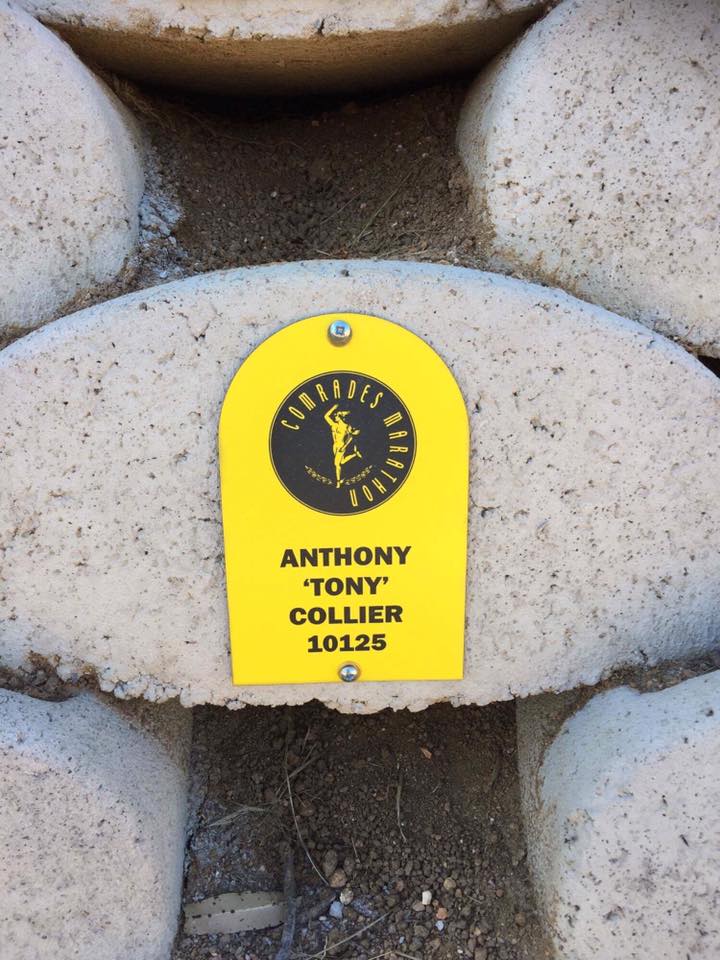 COMRADES MARATHON
ANTHONY
‘TONY’
COLLIER
10125